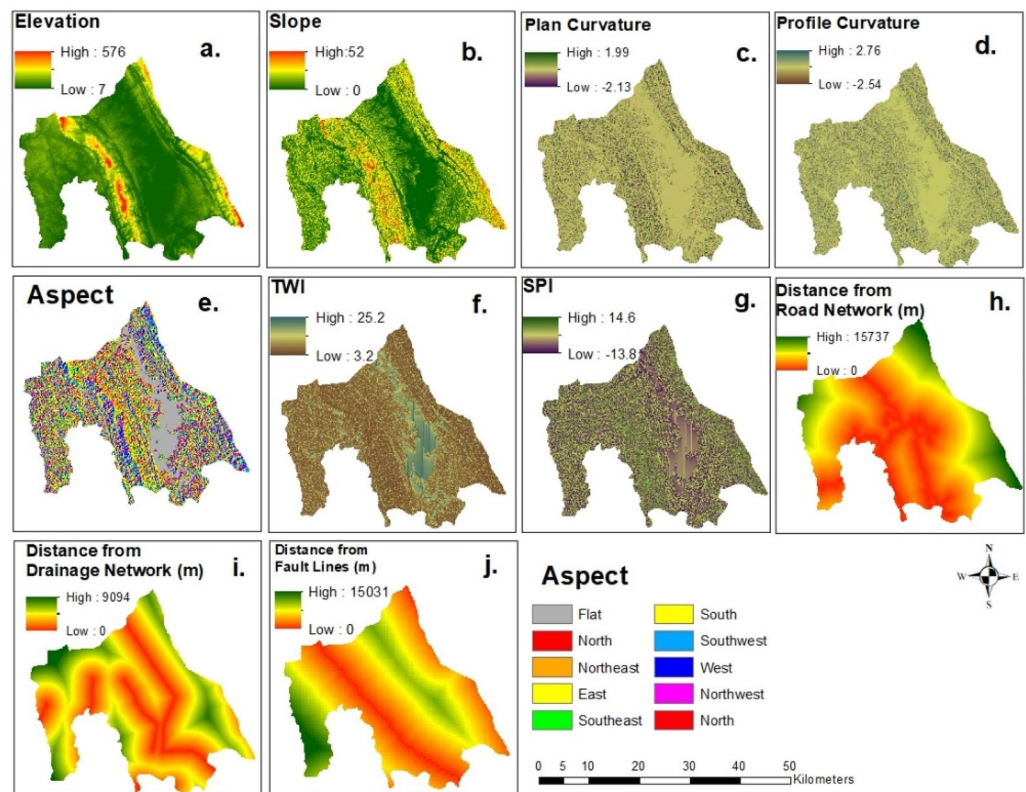 Elevation
High : 576
a.
Low : 7
Slope
High:52
b.
Low : 0
Plan Curvature
High : 1.99
c.
Low : -2.13
Profile Curvature
High : 2.76
d.
Low : -2.54
Aspect
e.
TWI
High : 25.2
f.
Low : 3.2
SPI
High : 14.6
g.
Low : -13.8
Distance from
Road Network (m)
h.
High : 15737
Low : 0
Distance from
Drainage Network (m)
i.
High : 9094
Low : 0
Distance from
Fault Lines (m)
j.
High : 15031
Low : 0
Aspect
N
W E
S
Flat
North
Northeast
East
Southeast
South
Southwest
West
Northwest
North
0 5 10 20 30 40 50
Kilometers